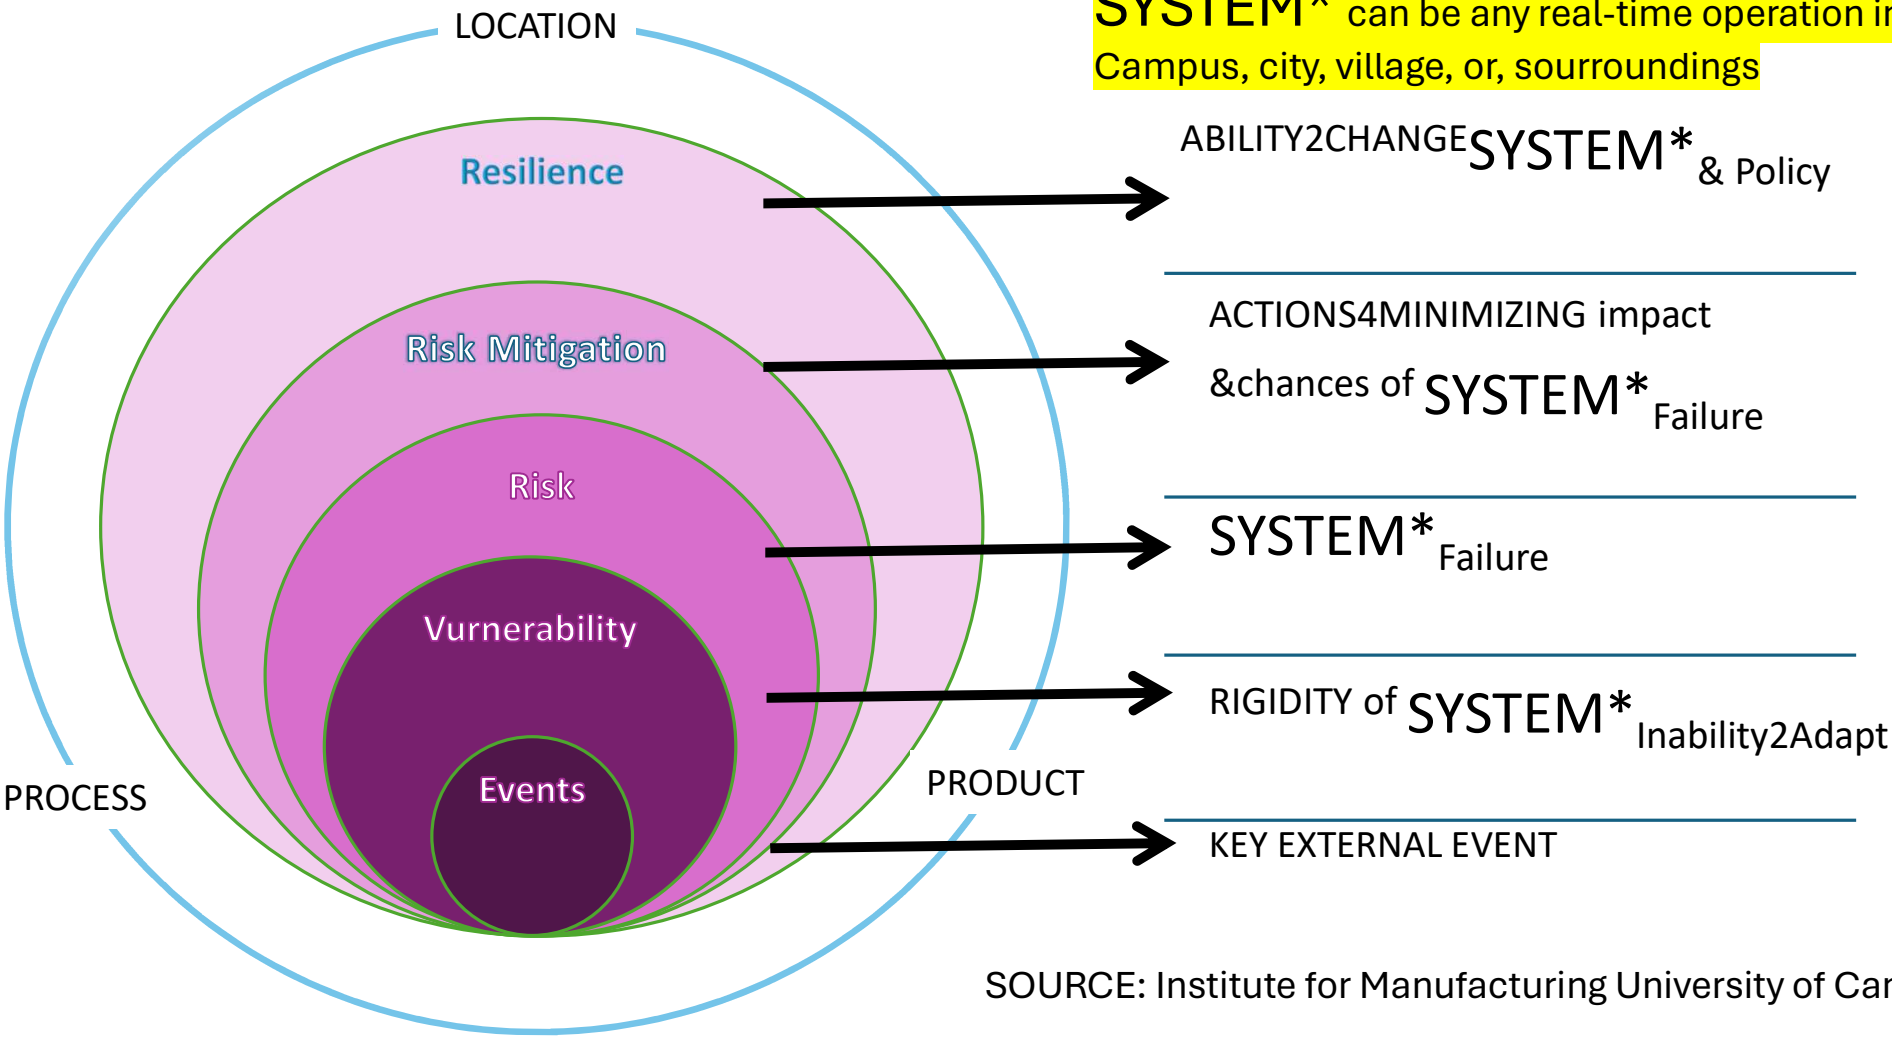 LOCATION
SYSTEM* can be any real-time operation in
Campus, city, village, or, sourroundings
Resilience
ABILITY2CHANGE SYSTEM* & Policy
Risk Mitigation
ACTIONS4MINIMIZING impact
&chances of SYSTEM* Failure
Risk
SYSTEM* Failure
Vurnerability
RIGIDITY of SYSTEM* Inability2Adapt
Events
KEY EXTERNAL EVENT
PROCESS
PRODUCT
SOURCE: Institute for Manufacturing University of